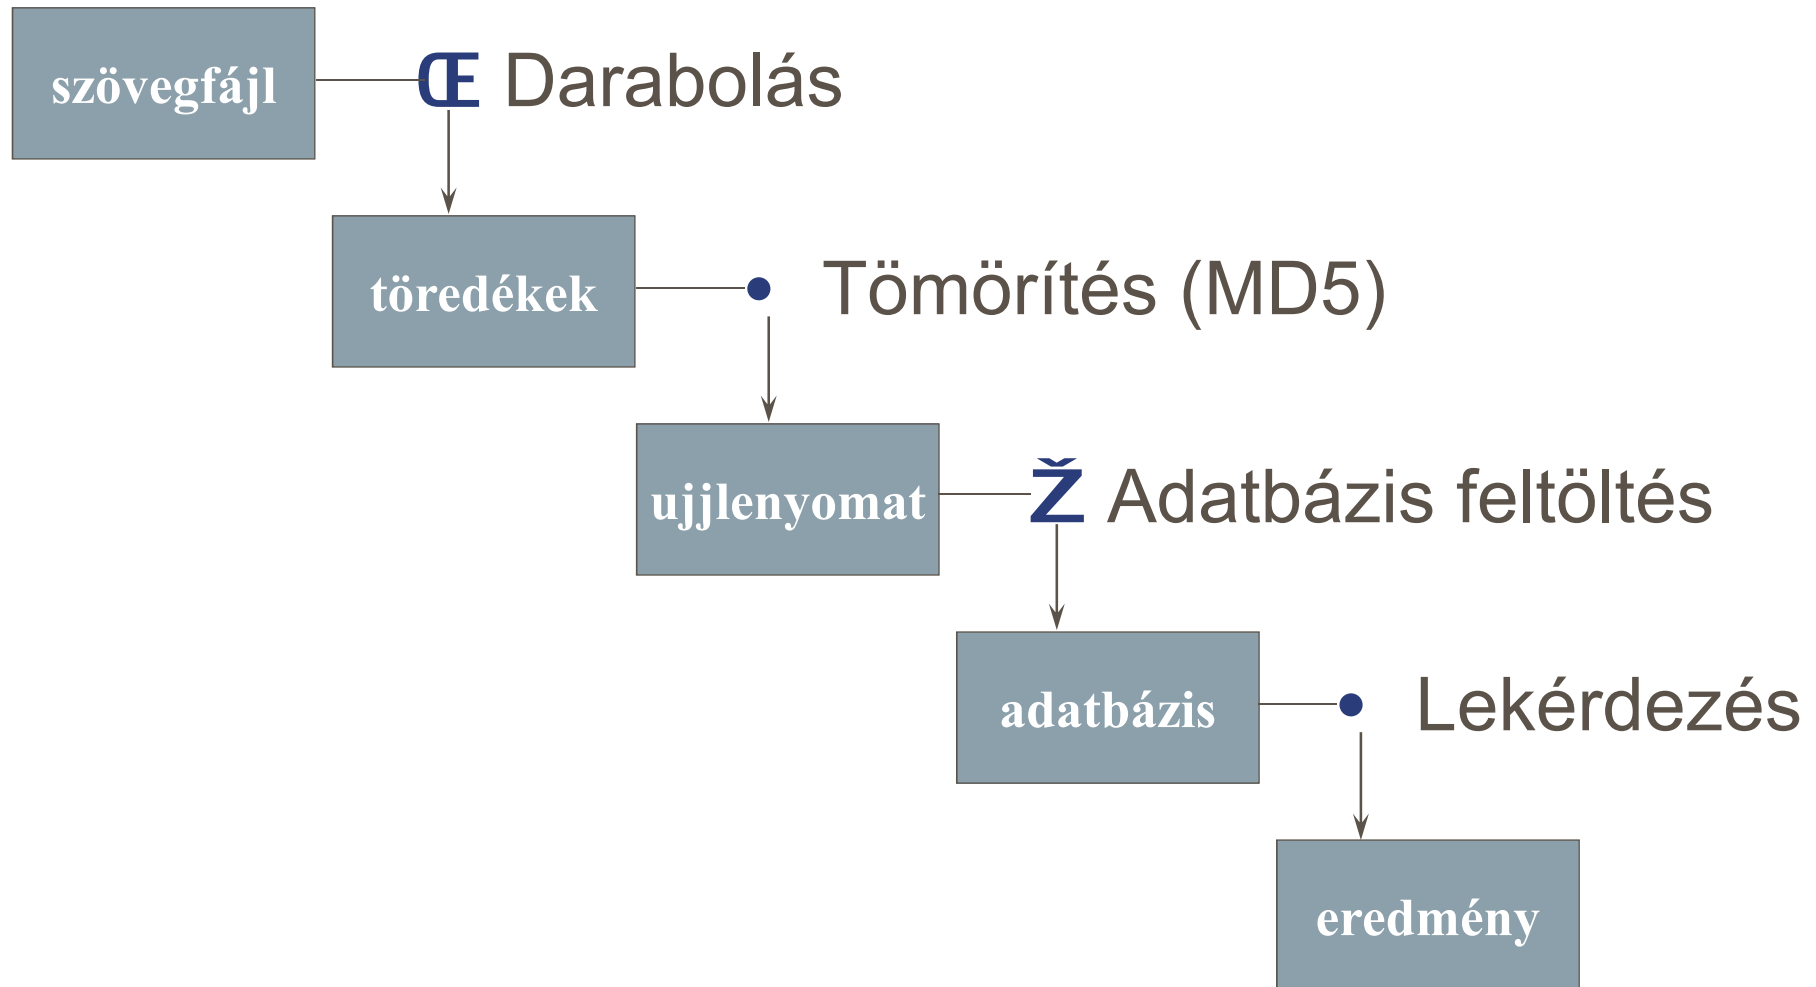 szövegfájl
Œ Darabolás
töredékek
• Tömörítés (MD5)
ujjlenyomat
Ž Adatbázis feltöltés
adatbázis
• Lekérdezés
eredmény